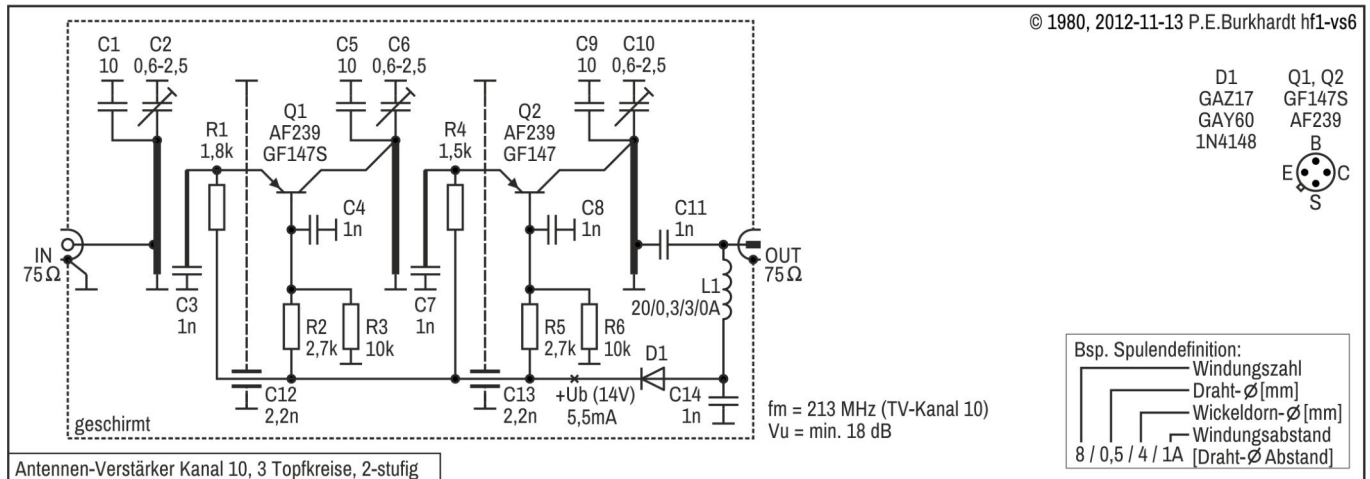 © 1980, 2012-11-13 P.E.Burkhardt hf1-vs6
C1
10
C2
0,6-2,5
C5
10
C6
0,6-2,5
C9
10
C10
0,6-2,5
D1
GAZ17
GAY60
1N4148
Q1, Q2
GF147S
AF239
B
E
C
S
R1
1,8k
Q1
AF239
GF147S
R4
1,5k
Q2
AF239
GF147
C4
1n
C8
1n
C11
1n
IN
75Ω
OUT
75Ω
C3
1n
C7
1n
L1
20/0,3/3/0A
R2
2,7k
R3
10k
R5
2,7k
R6
10k
D1
C12
2,2n
C13
2,2n
+Ub (14V)
5,5mA
C14
1n
geschirmt
fm = 213 MHz (TV-Kanal 10)
Vu = min. 18 dB
Bsp. Spulendefinition:
Windungszahl
Draht-Ø [mm]
Wickeldorn-Ø [mm]
Windungsabstand
8 / 0,5 / 4 / 1A [Draht-Ø Abstand]
Antennen-Verstärker Kanal 10, 3 Topfkreise, 2-stufig